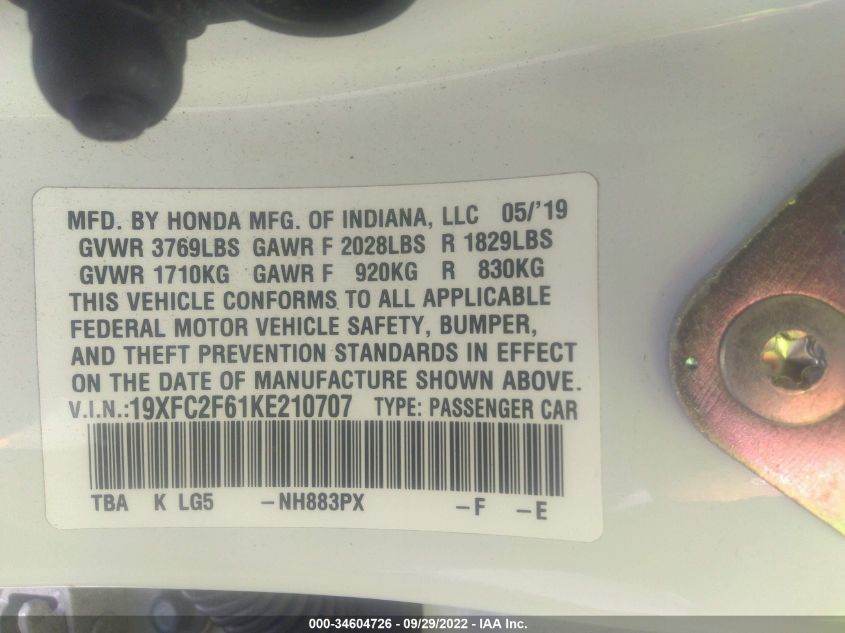 MFD. BY HONDA MFG. OF INDIANA, LLC 05/'19
GVWR 3769LBS GAWR F 2028LBS R 1829LBS
GVWR 1710KG GAWR F 920KG R 830KG
THIS VEHICLE CONFORMS TO ALL APPLICABLE
FEDERAL MOTOR VEHICLE SAFETY, BUMPER,
AND THEFT PREVENTION STANDARDS IN EFFECT
ON THE DATE OF MANUFACTURE SHOWN ABOVE.
V.I.N.:19XFC2F61KE210707 TYPE: PASSENGER CAR
TBA K LG5 -NH883PX -F -E
000-34604726 - 09/29/2022 - IAA Inc.